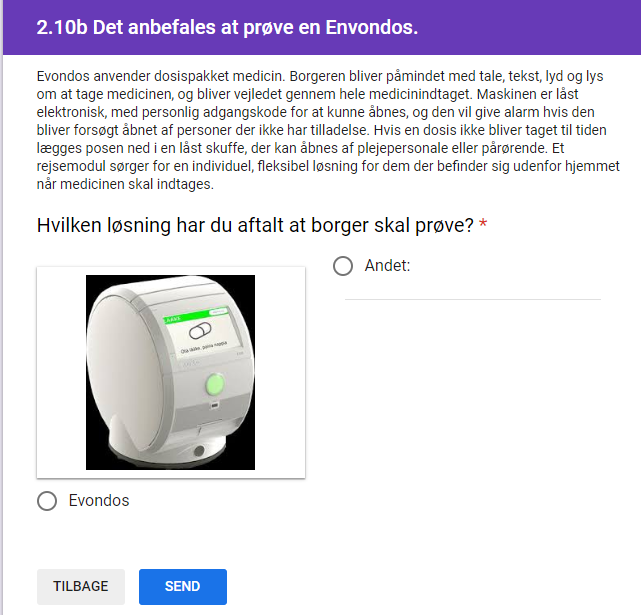 2.10b Det anbefales at prøve en Envondos.
Evondos anvender dosispakket medicin. Borgeren bliver påmindet med tale, tekst, lyd og lys
om at tage medicinen, og bliver vejledet gennem hele medicinindtaget. Maskinen er låst
elektronisk, med personlig adgangskode for at kunne åbnes, og den vil give alarm hvis den
bliver forsøgt åbnet af personer der ikke har tilladelse. Hvis en dosis ikke bliver taget til tiden
lægges posen ned i en låst skuffe, der kan åbnes af plejepersonale eller pårørende. Et
rejsemodul sørger for en individuel, fleksibel løsning for dem der befinder sig udenfor hjemmet
når medicinen skal indtages.
Hvilken løsning har du aftalt at borger skal prøve? *
Andet:
Evondos
TILBAGE
SEND